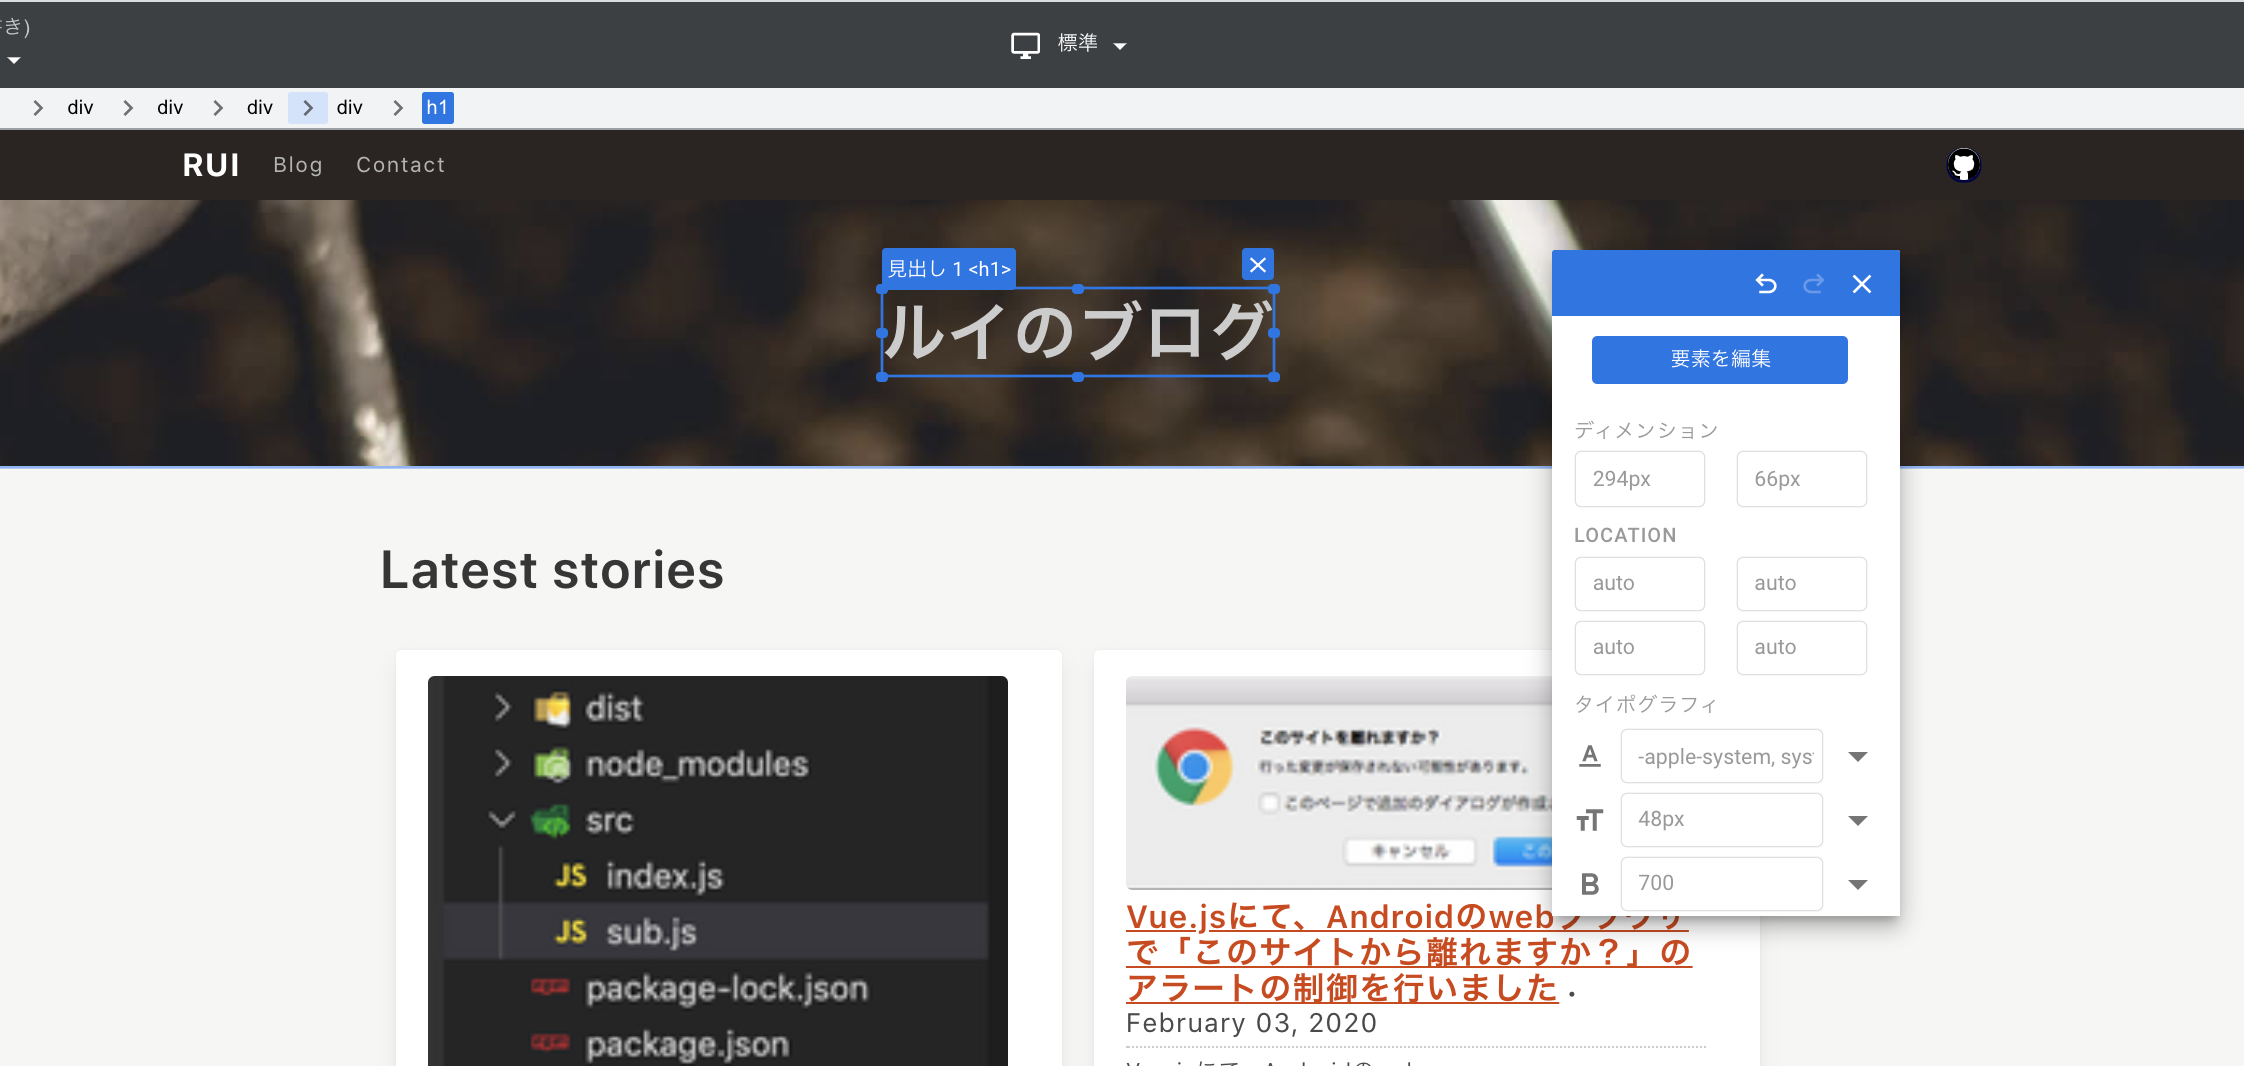 き)
標準
div
div
div
div
h1
RUI
Blog
Contact
見出し 1 <h1>
ルイのブログ
要素を編集
ディメンション
294px
66px
LOCATION
auto
auto
auto
auto
タイポグラフィ
A
-apple-system, sys
TT
48px
B
700
Latest stories
dist
node_modules
src
JS index.js
JS sub.js
package-lock.json
package.json
このサイトを離れますか？
行った変更が保存されない可能性があります。
このページで追加のダイアログが作成
キャンセル
この
Vue.jsにて、Androidのwebブラウザ
で「このサイトから離れますか？」の
アラートの制御を行いました・
February 03, 2020